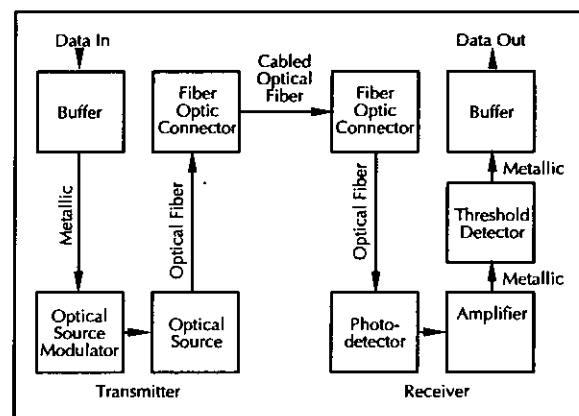 Data In
Buffer
Metallic
Optical
Source
Modulator
Optical
Source
Optical Fiber
Fiber
Optic
Connector
Cabled
Optical
Fiber
Fiber
Optic
Connector
Optical Fiber
Photo-
detector
Amplifier
Metallic
Threshold
Detector
Metallic
Buffer
Data Out
Transmitter
Receiver